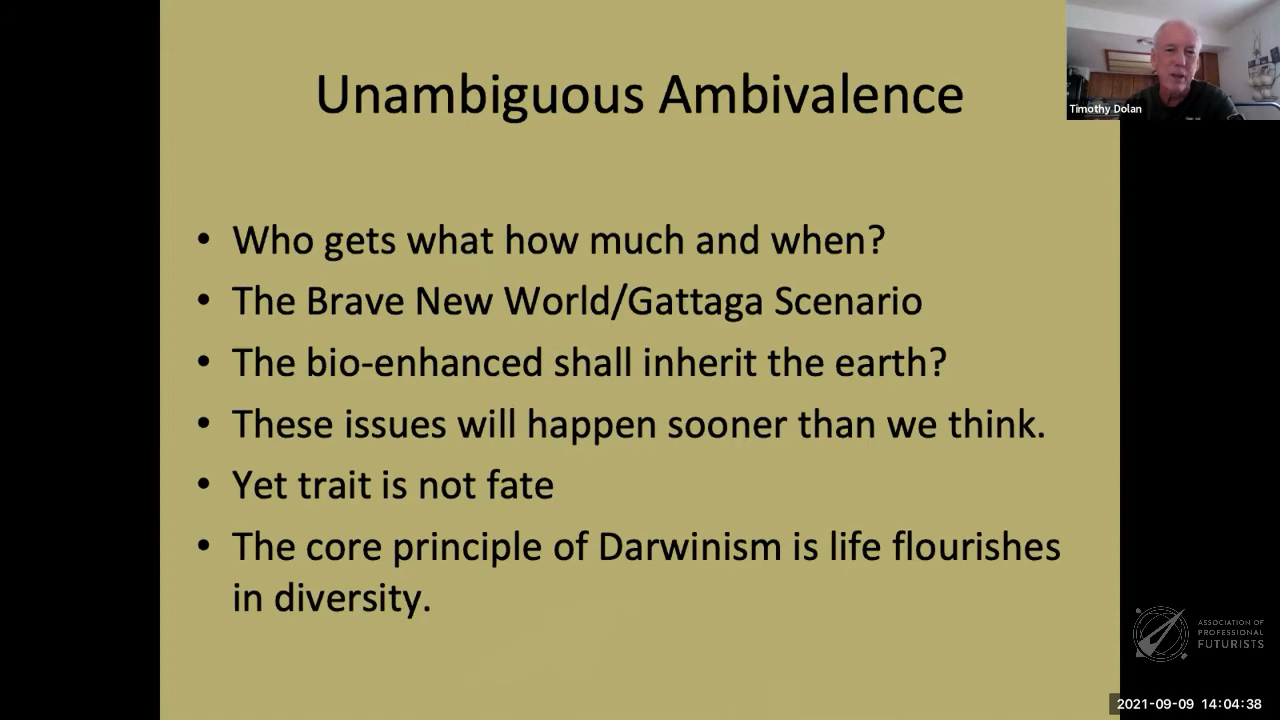 Unambiguous Ambivalence
Timothy Dolan
• Who gets what how much and when?
• The Brave New World/Gattaga Scenario
• The bio-enhanced shall inherit the earth?
• These issues will happen sooner than we think.
• Yet trait is not fate
• The core principle of Darwinism is life flourishes
in diversity.
ASSOCIATION OF
PROFESSIONAL
FUTURISTS
2021-09-09 14:04:38